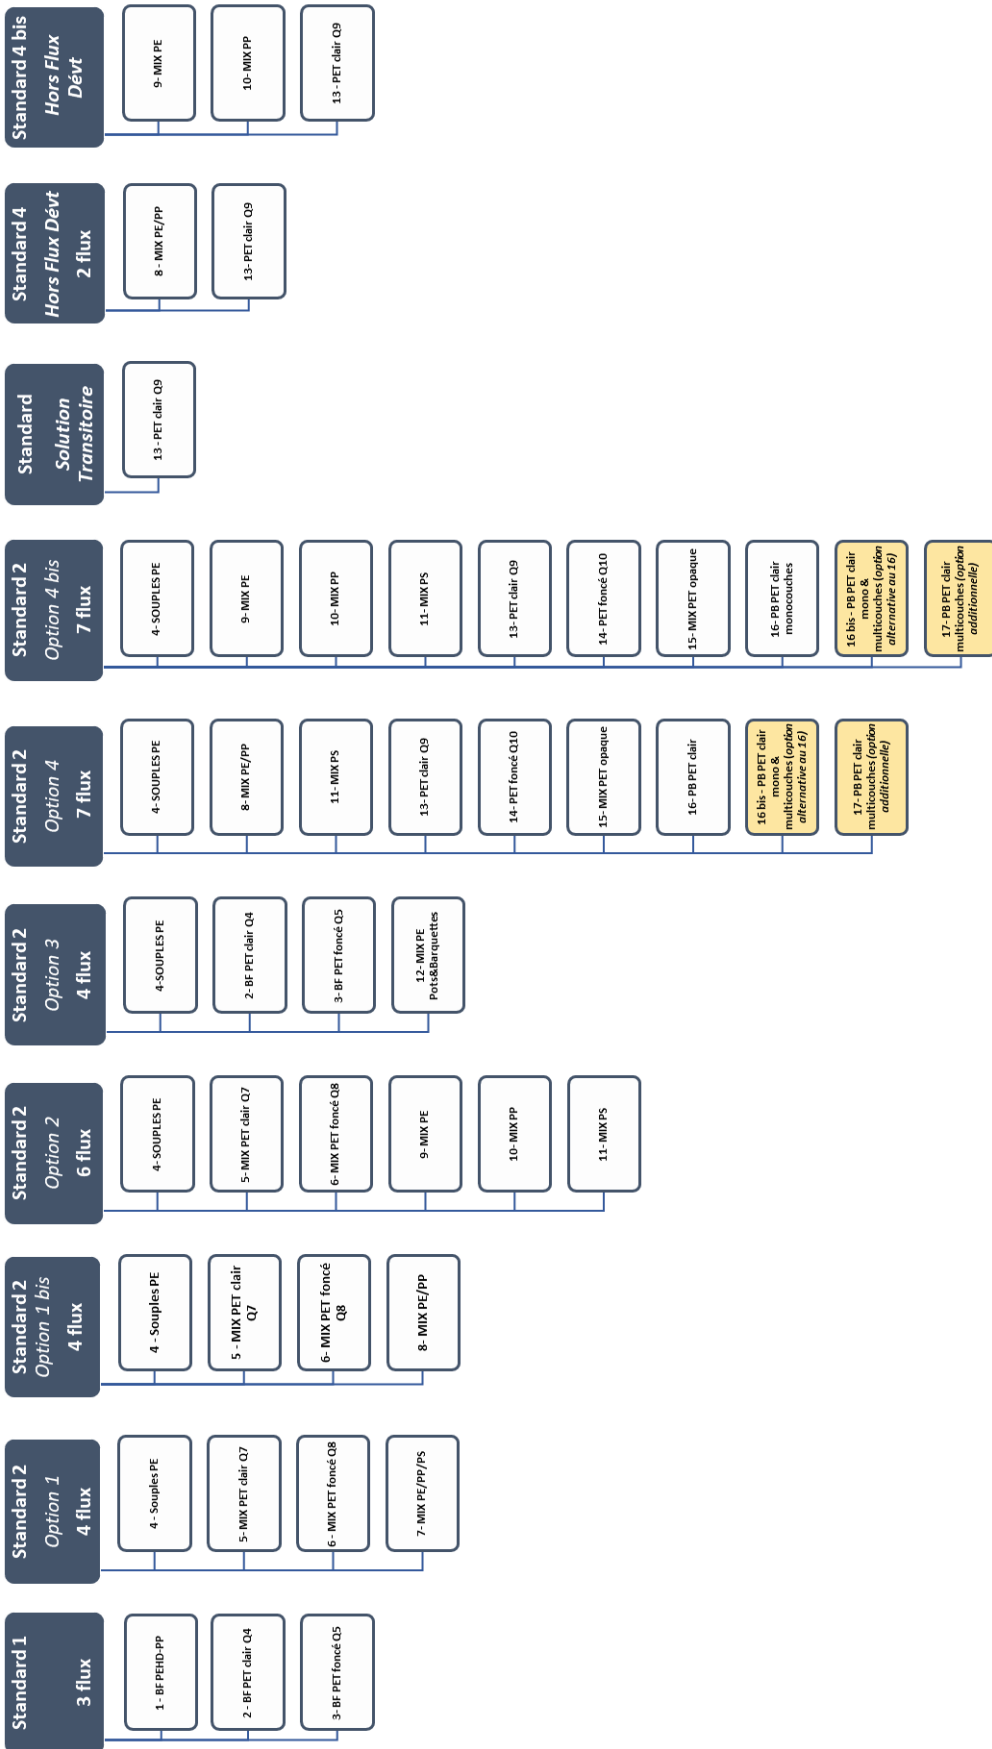 Standard 1
3 flux
1 - BF PEHD-PP
2 - BF PET clair Q4
3- BF PET foncé Q5
Standard 2
Option 1
4 flux
4 - Souples PE
5- MIX PET clair Q7
6 - MIX PET foncé Q8
7- MIX PE/PP/PS
Standard 2
Option 1 bis
4 flux
4 - Souples PE
5 - MIX PET clair
Q7
6- MIX PET foncé
Q8
8- MIX PE/PP
Standard 2
Option 2
6 flux
4- SOUPLES PE
5- MIX PET clair Q7
6-MIX PET foncé Q8
9- MIX PE
10- MIX PP
11- MIX PS
Standard 2
Option 3
4 flux
4-SOUPLES PE
2- BF PET clair Q4
3- BF PET foncé Q5
12- MIX PE
Pots&Barquettes
Standard 2
Option 4
7 flux
4- SOUPLES PE
8- MIX PE/PP
11- MIX PS
13- PET clair Q9
14- PET foncé Q10
15- MIX PET opaque
16- PB PET clair
16 bis - PB PET clair
mono &
multicouches (option
alternative au 16)
17- PB PET clair
multicouches (option
additionnelle)
Standard 2
Option 4 bis
7 flux
4- SOUPLES PE
9- MIX PE
10- MIX PP
11- MIX PS
13- PET clair Q9
14- PET foncé Q10
15- MIX PET opaque
16- PB PET clair
monocouches
16 bis - PB PET clair
mono &
multicouches (option
alternative au 16)
17- PB PET clair
multicouches (option
additionnelle)
Standard
Solution
Transitoire
13 - PET clair Q9
Standard 4
Hors Flux Dévt
2 flux
8 - MIX PE/PP
13- PET clair Q9
Standard 4 bis
Hors Flux
Dévt
9- MIX PE
10- MIX PP
13 - PET clair Q9